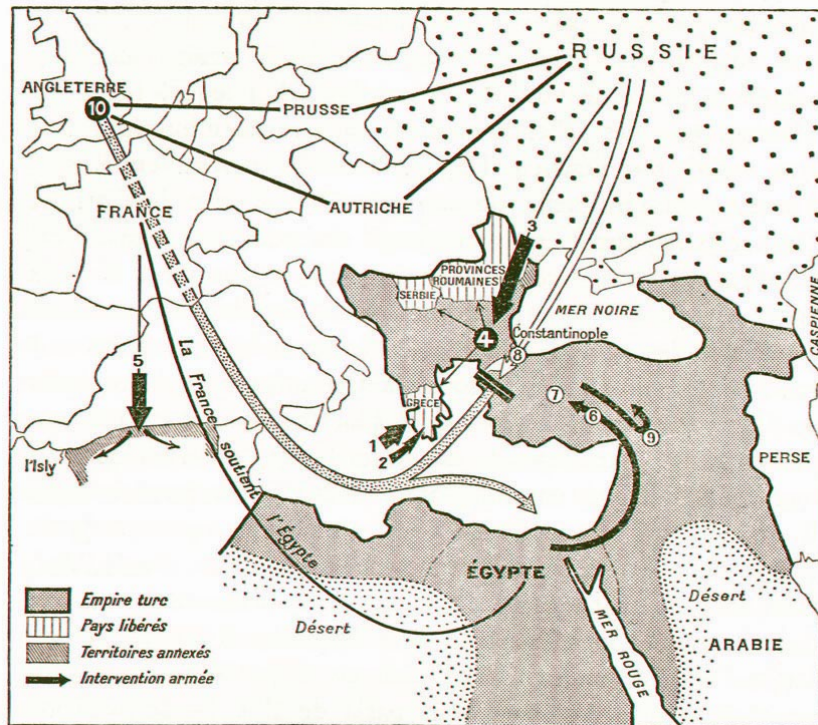 RUSSIE
ANGLETERRE
10
PRUSSE
FRANCE
AUTRICHE
3
PROVINCES
ROUMAINES
SERBIE
MER NOIRE
CASPIENNE
4
Constantinople
8
5
La France soutient l'Égypte
GRÈCE
7
6
9
1
2
l'Isly
PERSE
ÉGYPTE
Désert
Désert
MER ROUGE
ARABIE
Empire turc
Pays libérés
Territoires annexés
Intervention armée